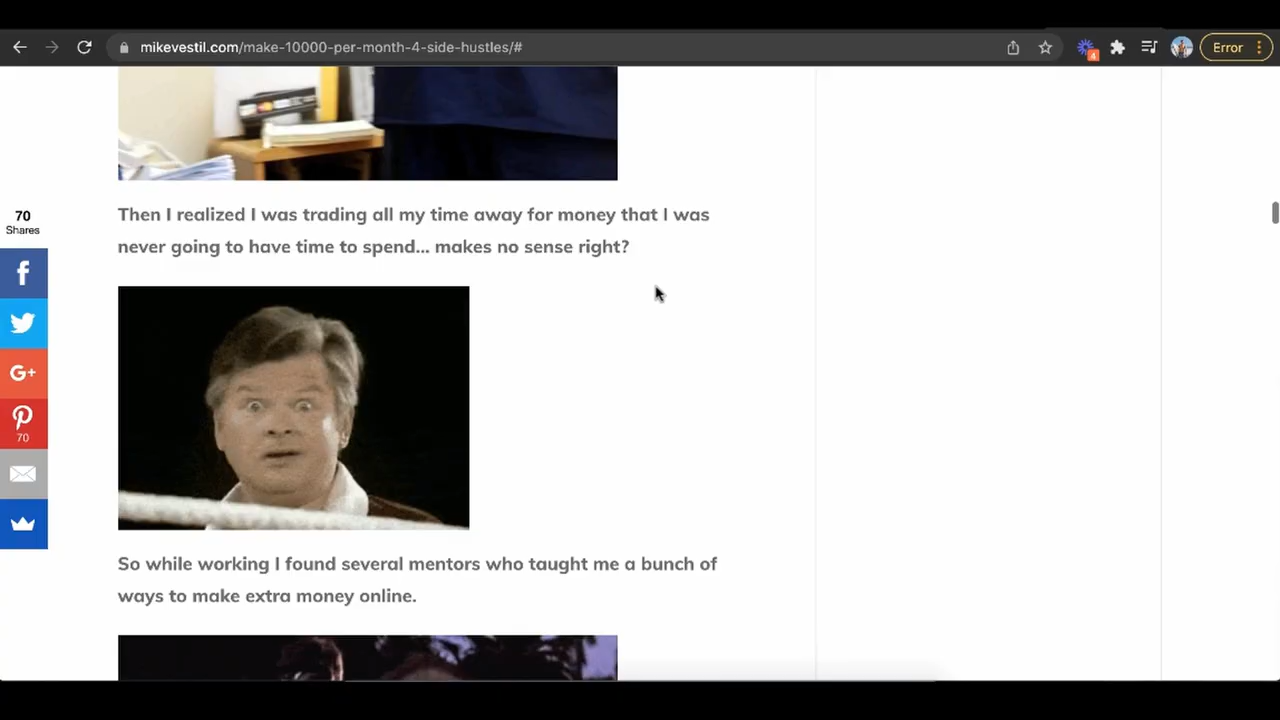 mikevestil.com/make-10000-per-month-4-side-hustles/#
4
Error
Then I realized I was trading all my time away for money that I was
never going to have time to spend... makes no sense right?
70
Shares
f
G+
70
So while working I found several mentors who taught me a bunch of
ways to make extra money online.